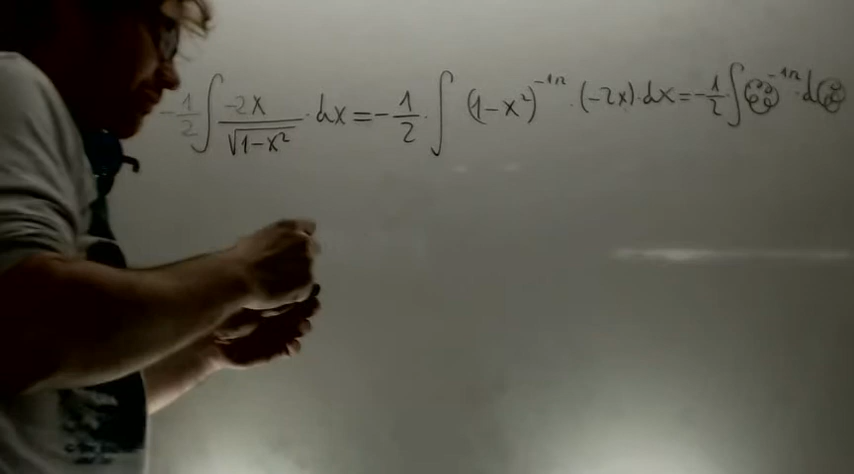 -1/2 ∫ -2x/√(1-x²) · dx = -1/2 · ∫ (1-x²)^-1/2 · (-2x) · dx = -1/2 ∫ ^-1/2 · d